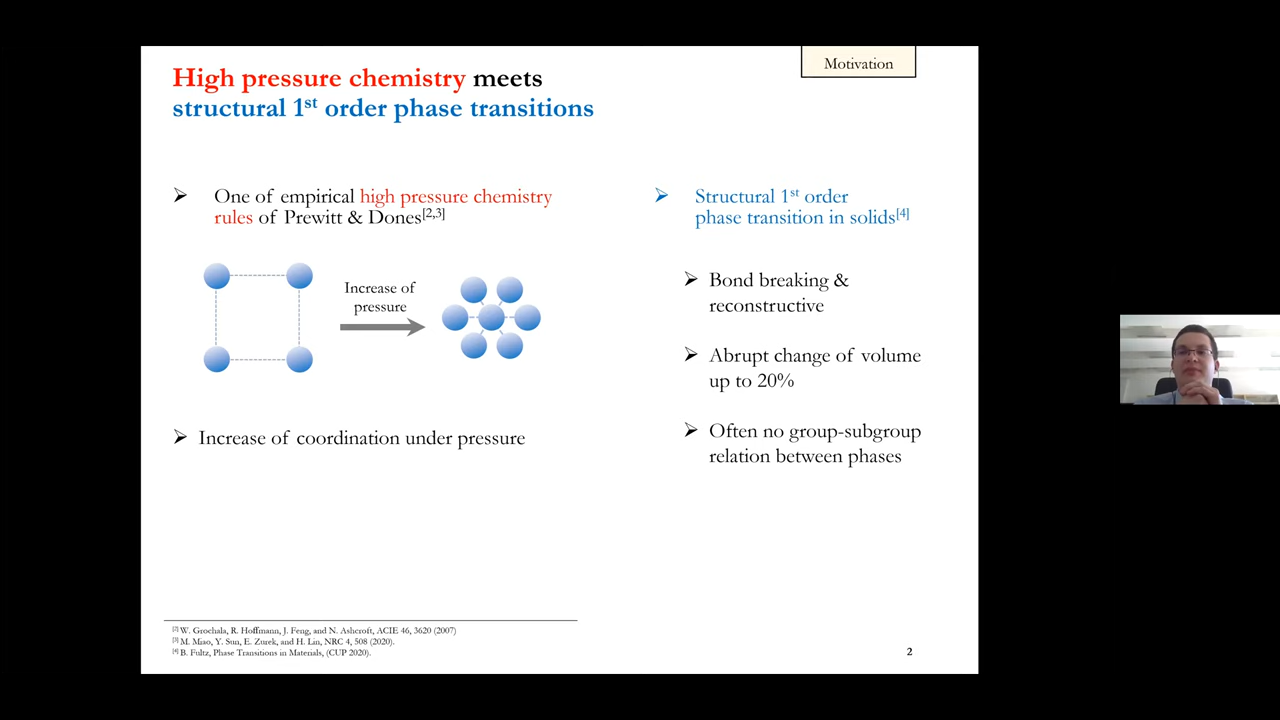 High pressure chemistry meets
structural 1st order phase transitions
Motivation
➢ One of empirical high pressure chemistry
rules of Prewitt & Dones[2,3]
Increase of
pressure
➢ Increase of coordination under pressure
➢ Structural 1st order
phase transition in solids[4]
➢ Bond breaking &
reconstructive
➢ Abrupt change of volume
up to 20%
➢ Often no group-subgroup
relation between phases
[2] W. Grochala, R. Hoffmann, J. Feng, and N. Ashcroft, ACIE 46, 3620 (2007)
[3] M. Miao, Y. Sun, E. Zurek, and H. Lin, NRC 4, 508 (2020).
[4] B. Fultz, Phase Transitions in Materials, (CUP 2020).
2